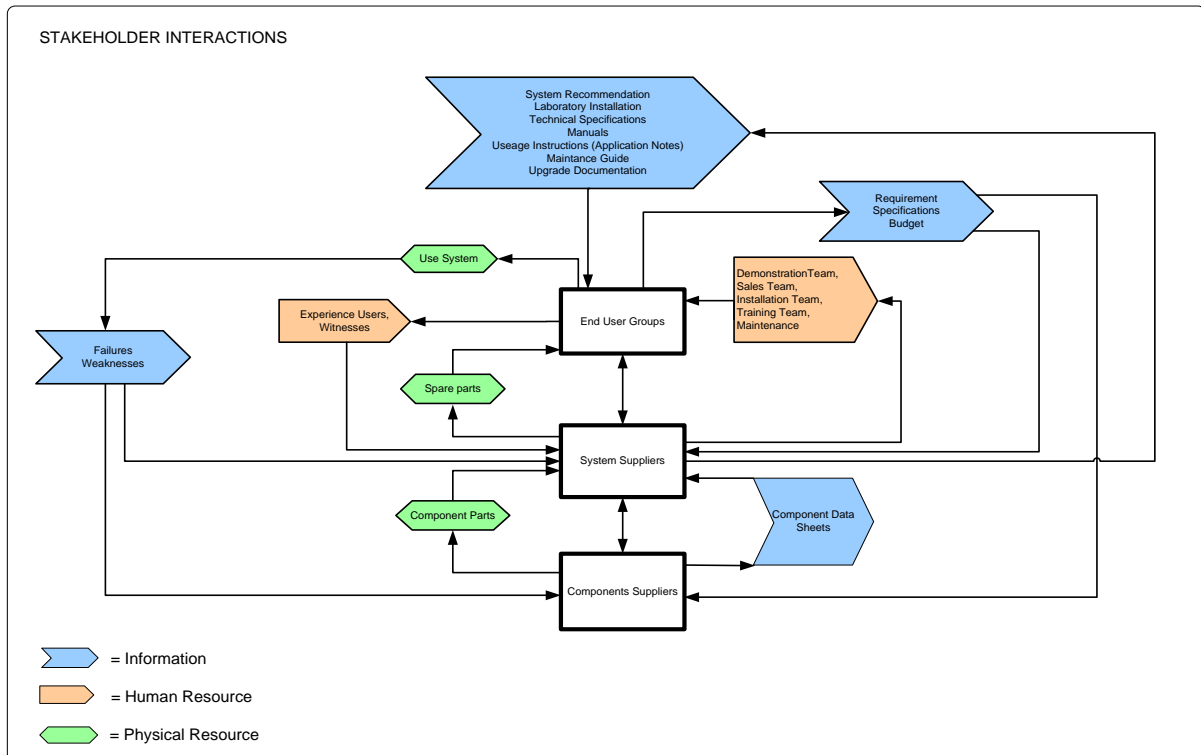 STAKEHOLDER INTERACTIONS
System Recommendation
Laboratory Installation
Technical Specifications
Manuals
Useage Instructions (Application Notes)
Maintance Guide
Upgrade Documentation
Requirement
Specifications
Budget
Use System
DemonstrationTeam,
Sales Team,
Installation Team,
Training Team,
Maintenance
Experience Users,
Witnesses
End User Groups
Failures
Weaknesses
Spare parts
System Suppliers
Component Parts
Component Data
Sheets
Components Suppliers
= Information
= Human Resource
= Physical Resource